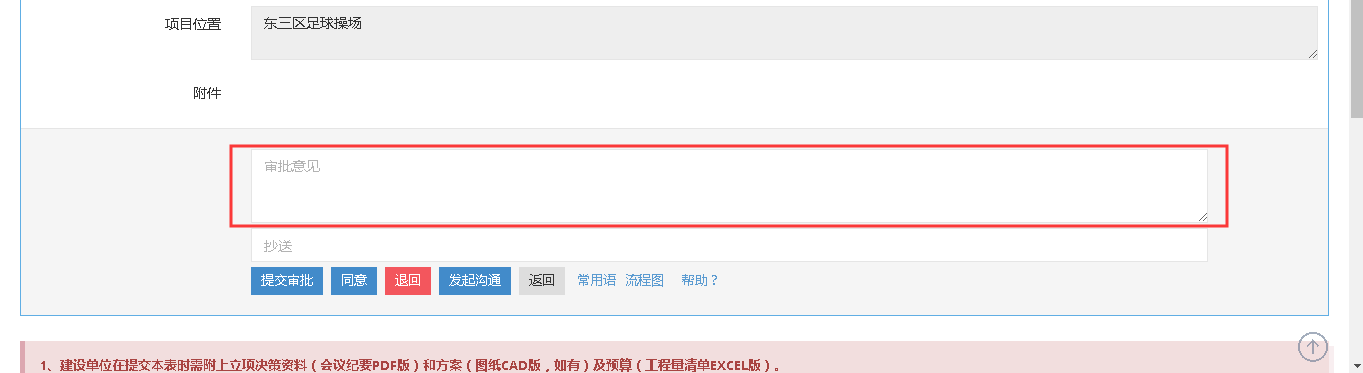 项目位置 东三区足球操场
附件
审批意见
抄送
提交审批 同意 退回 发起沟通 返回 常用语 流程图 帮助？
1、建设单位在提交本表时需附上立项决策资料（会议纪要PDF版）和方案（图纸CAD版，如有）及预算（工程量清单EXCEL版）。